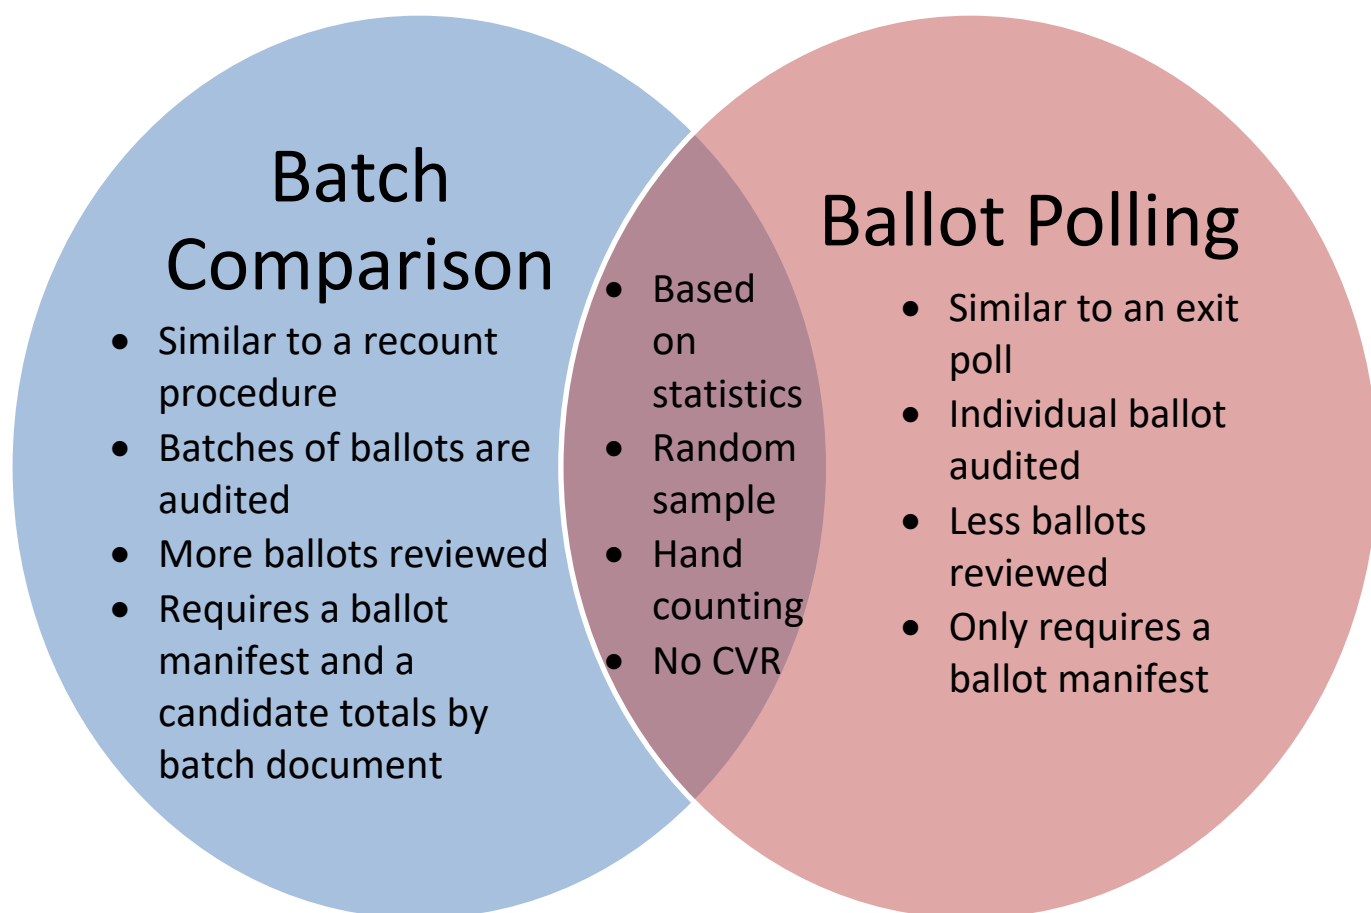 Batch
Comparison
• Similar to a recount
procedure
• Batches of ballots are
audited
• More ballots reviewed
• Requires a ballot
manifest and a
candidate totals by
batch document
• Based
on
statistics
• Random
sample
• Hand
counting
• No CVR
Ballot Polling
• Similar to an exit
poll
• Individual ballot
audited
• Less ballots
reviewed
• Only requires a
ballot manifest